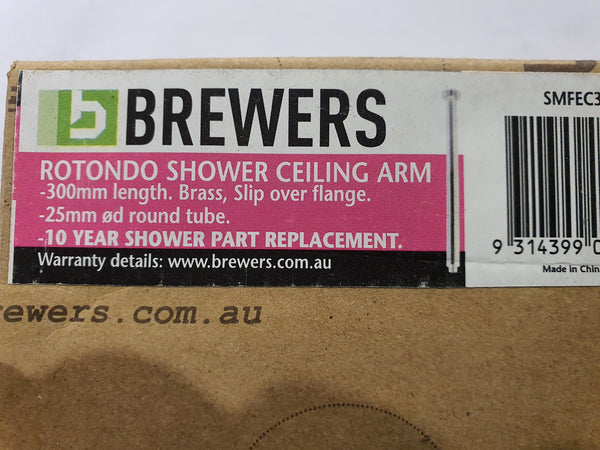 BREWERS
ROTONDO SHOWER CEILING ARM
-300mm length. Brass, Slip over flange.
-25mm ød round tube.
-10 YEAR SHOWER PART REPLACEMENT.
Warranty details: www.brewers.com.au
SMFEC3
9 314399 0
Made in China
ewers.com.au